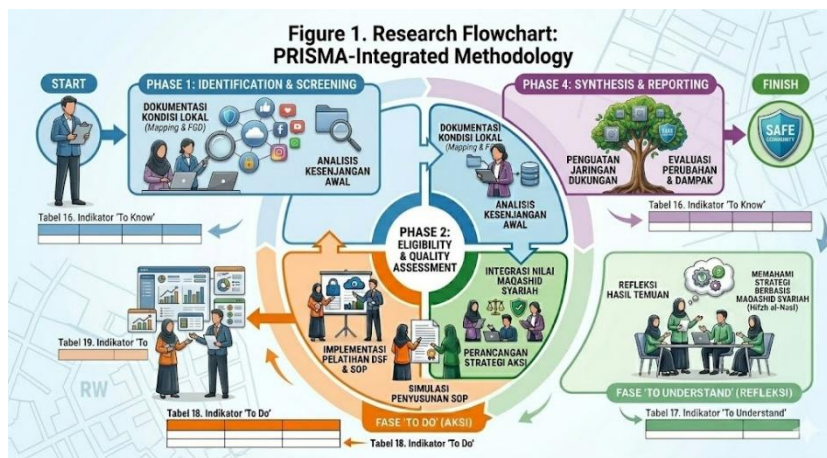 Figure 1. Research Flowchart:
PRISMA-Integrated Methodology
START
PHASE 1: IDENTIFICATION & SCREENING
DOKUMENTASI
KONDISI LOKAL
(Mapping & FGD)
ANALISIS
KESENJANGAN
AWAL
Tabel 16. Indikator 'To Know'
DOKUMENTASI
KONDISI LOKAL
(Mapping & F
ANALISIS
KESENJANGAN
AWAL
PHASE 4: SYNTHESIS & REPORTING
PENGUATAN
JARINGAN
DUKUNGAN
EVALUASI
PERUBAHAN
& DAMPAK
FINISH
SAFE
Tabel 16. Indikator 'To Know'
PHASE 2:
ELIGIBILITY
& QUALITY
ASSESSMENT
INTEGRASI NILAI
MAQASHID
SYARIAH
PERANCANGAN
STRATEGI AKSI
IMPLEMENTASI
PELATIHAN DSF
& SOP
SIMULASI
PENYUSUNAN SOP
FASE 'TO DO' (AKSI)
Tabel 19. Indikator 'To
RW
Tabel 18. Indikator 'To Do'
Tabel 18. Indikator 'To Do'
REFLEKSI
HASIL TEMUAN
MEMAHAMI
STRATEGI
BERBASIS
MAQASHID SYARIAH
(Hifzh al-Nasl)
FASE 'TO UNDERSTAND' (REFLEKSI)
Tabel 17. Indikator 'To Understand'